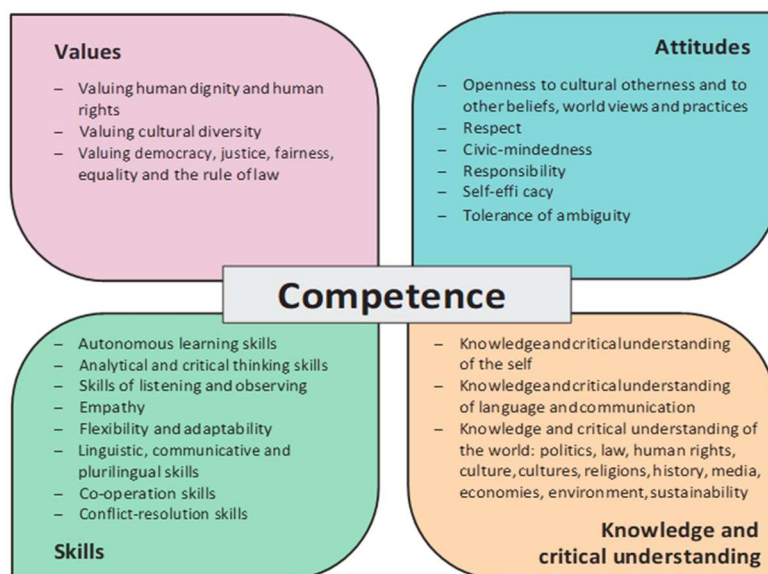 Values
– Valuing human dignity and human
rights
– Valuing cultural diversity
– Valuing democracy, justice, fairness,
equality and the rule of law
Attitudes
– Openness to cultural otherness and to
other beliefs, world views and practices
– Respect
– Civic-mindedness
– Responsibility
– Self-effi cacy
– Tolerance of ambiguity
Competence
– Autonomous learning skills
– Analytical and critical thinking skills
– Skills of listening and observing
– Empathy
– Flexibility and adaptability
– Linguistic, communicative and
plurilingual skills
– Co-operation skills
– Conflict-resolution skills
Skills
– Knowledge and critical understanding
of the self
– Knowledge and critical understanding
of language and communication
– Knowledge and critical understanding of
the world: politics, law, human rights,
culture, cultures, religions, history, media,
economies, environment, sustainability
Knowledge and
critical understanding